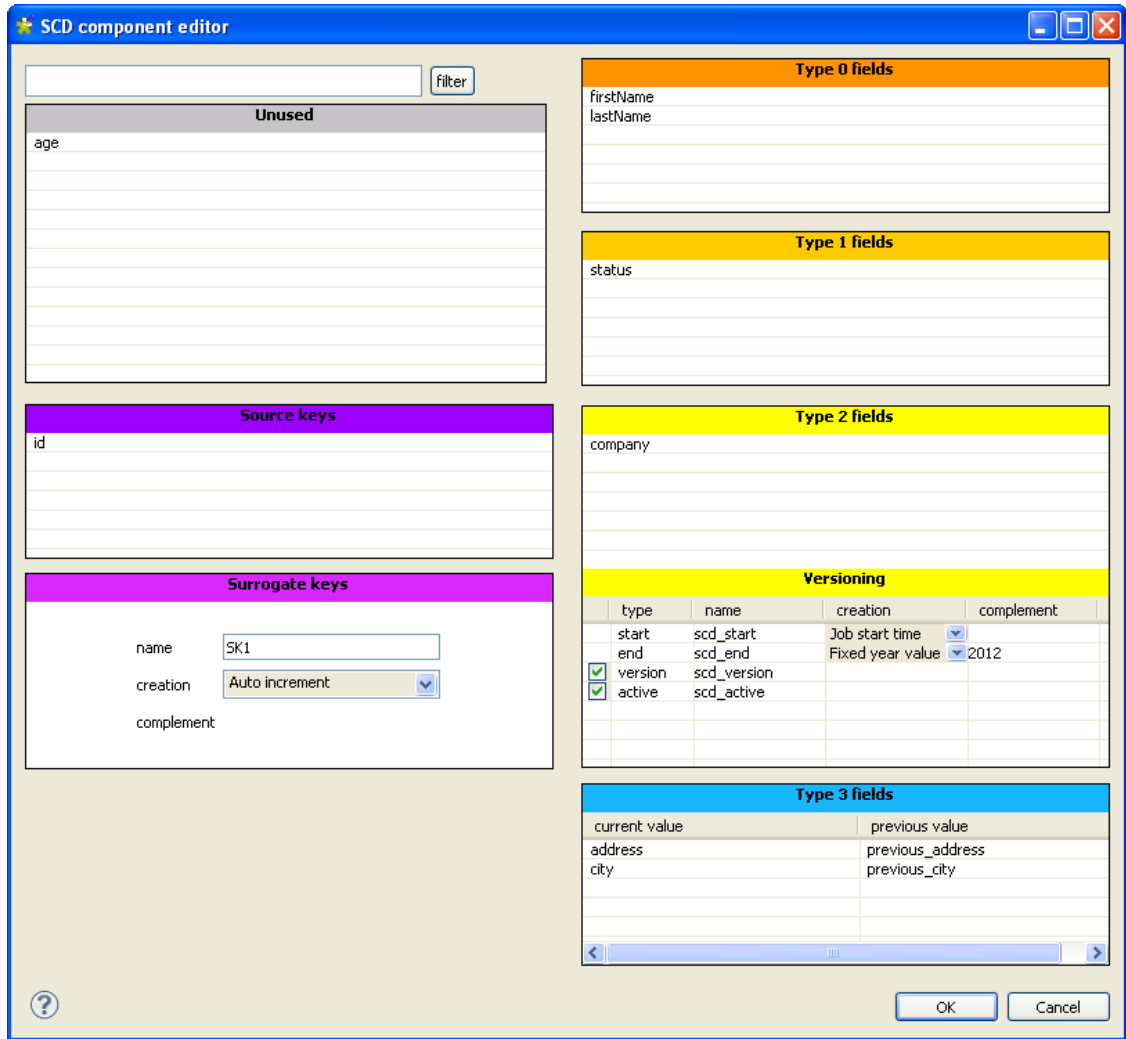 SCD component editor
filter
Unused
age
Source keys
id
Surrogate keys
name SK1
creation Auto increment
complement
Type 0 fields
firstName
lastName
Type 1 fields
status
Type 2 fields
company
Versioning
type name creation complement
start scd_start Job start time
end scd_end Fixed year value 2012
version scd_version
active scd_active
Type 3 fields
current value previous value
address previous_address
city previous_city
OK Cancel